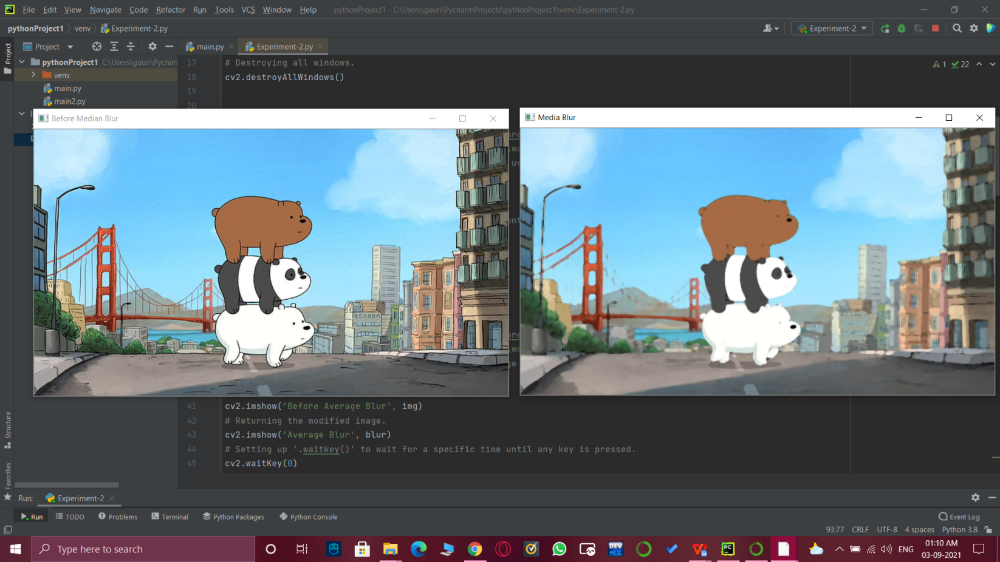 File Edit View Navigate Code Refactor Run Tools VCS Window Help pythonProject1 - C:\Users\gauri\PycharmProjects\pythonProject1\venv\Experiment-2.py
pythonProject1 venv Experiment-2.py Experiment-2
Project main.py Experiment-2.py
Project
pythonProject1 C:\Users\gauri\Pycharm
17 # Destroying all windows.
1 22
venv
18 cv2.destroyAllWindows()
main.py
19
main2.py
20
Before Median Blur
Media Blur
41 cv2.imshow('Before Average Blur', img)
42 # Returning the modified image.
43 cv2.imshow('Average Blur', blur)
44 # Setting up '.waitkey()' to wait for a specific time until any key is pressed.
45 cv2.waitKey(0)
Structure
Favorites
Run: Experiment-2
Run TODO Problems Terminal Python Packages Python Console Event Log
93:77 CRLF UTF-8 4 spaces Python 3.8
Type here to search
DEV
PC
ENG
01:10 AM
03-09-2021